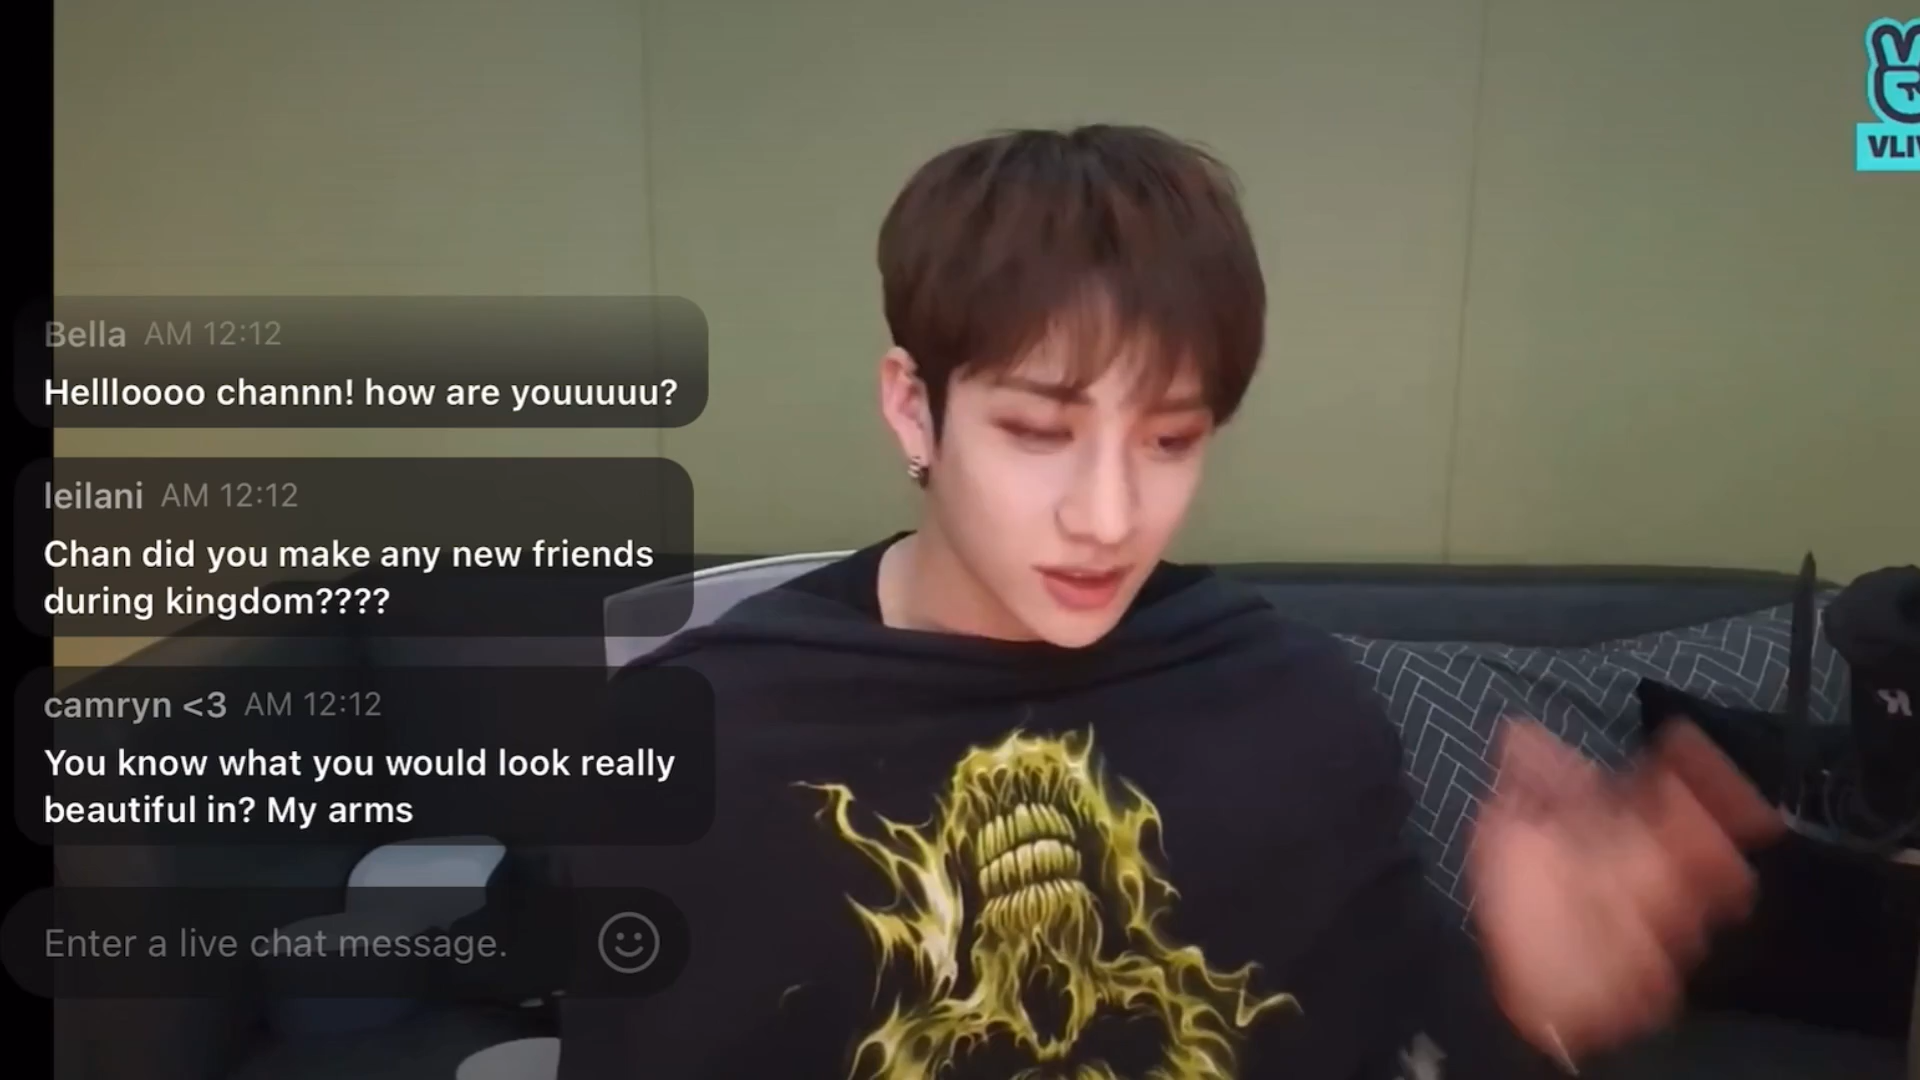 VLIV
Bella AM 12:12
Hellloooo channn! how are youuuuu?
leilani AM 12:12
Chan did you make any new friends
during kingdom????
camryn <3 AM 12:12
You know what you would look really
beautiful in? My arms
Enter a live chat message.